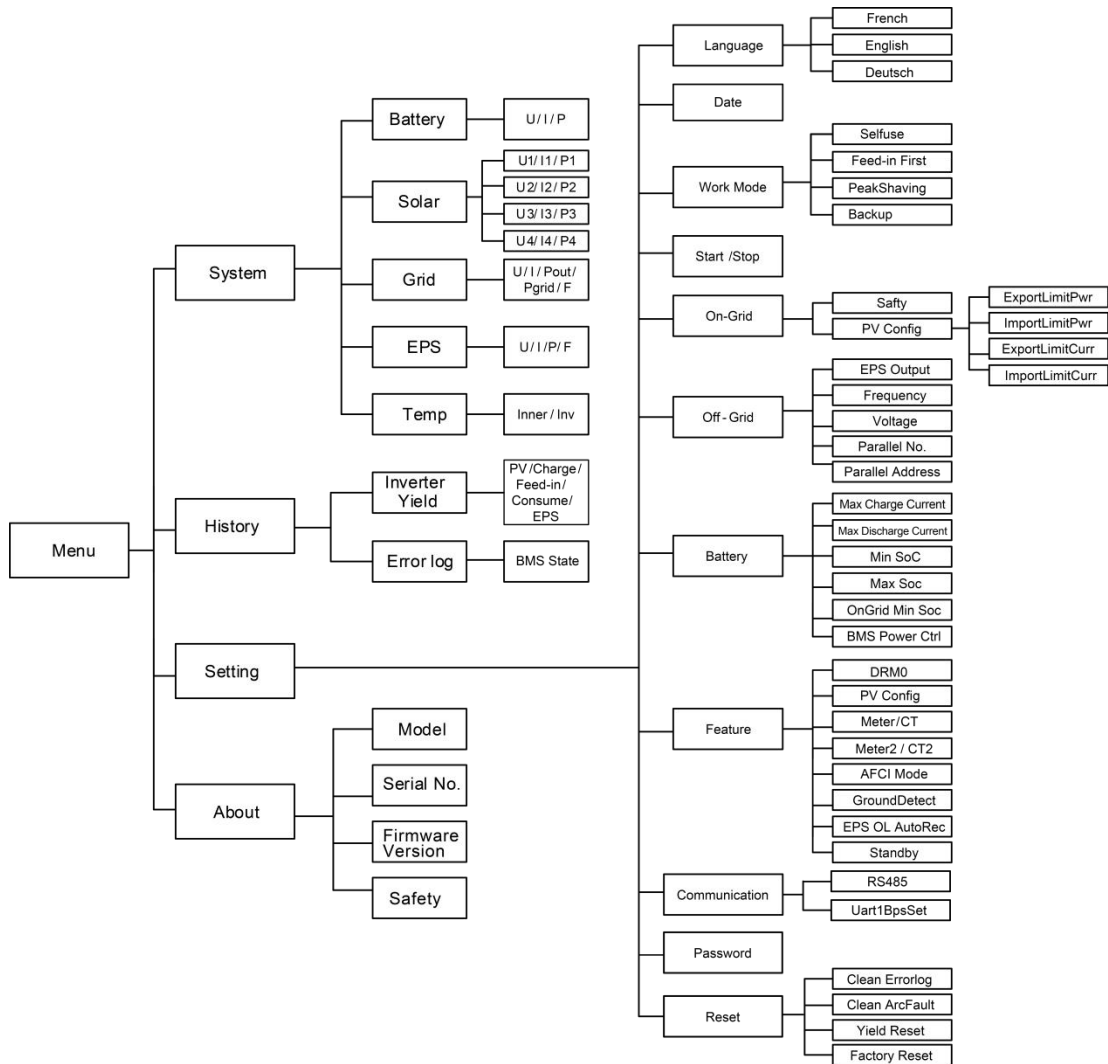 Menu
System
Battery
U / I / P
Solar
U1/ I1 / P1
U2/ I2 / P2
U3/ I3 / P3
U4/ I4 / P4
Grid
U / I / Pout /
Pgrid / F
EPS
U / I / P/ F
Temp
Inner / Inv
History
Inverter
Yield
PV /Charge /
Feed-in /
Consume /
EPS
Error log
BMS State
Setting
Language
French
English
Deutsch
Date
Work Mode
Selfuse
Feed-in First
PeakShaving
Backup
Start /Stop
On-Grid
Safty
PV Config
ExportLimitPwr
ImportLimitPwr
ExportLimitCurr
ImportLimitCurr
Off - Grid
EPS Output
Frequency
Voltage
Parallel No.
Parallel Address
Battery
Max Charge Current
Max Discharge Current
Min SoC
Max Soc
OnGrid Min Soc
BMS Power Ctrl
Feature
DRM0
PV Config
Meter/CT
Meter2 / CT2
AFCI Mode
GroundDetect
EPS OL AutoRec
Standby
Communication
RS485
Uart1BpsSet
Password
Reset
Clean Errorlog
Clean ArcFault
Yield Reset
Factory Reset
About
Model
Serial No.
Firmware
Version
Safety